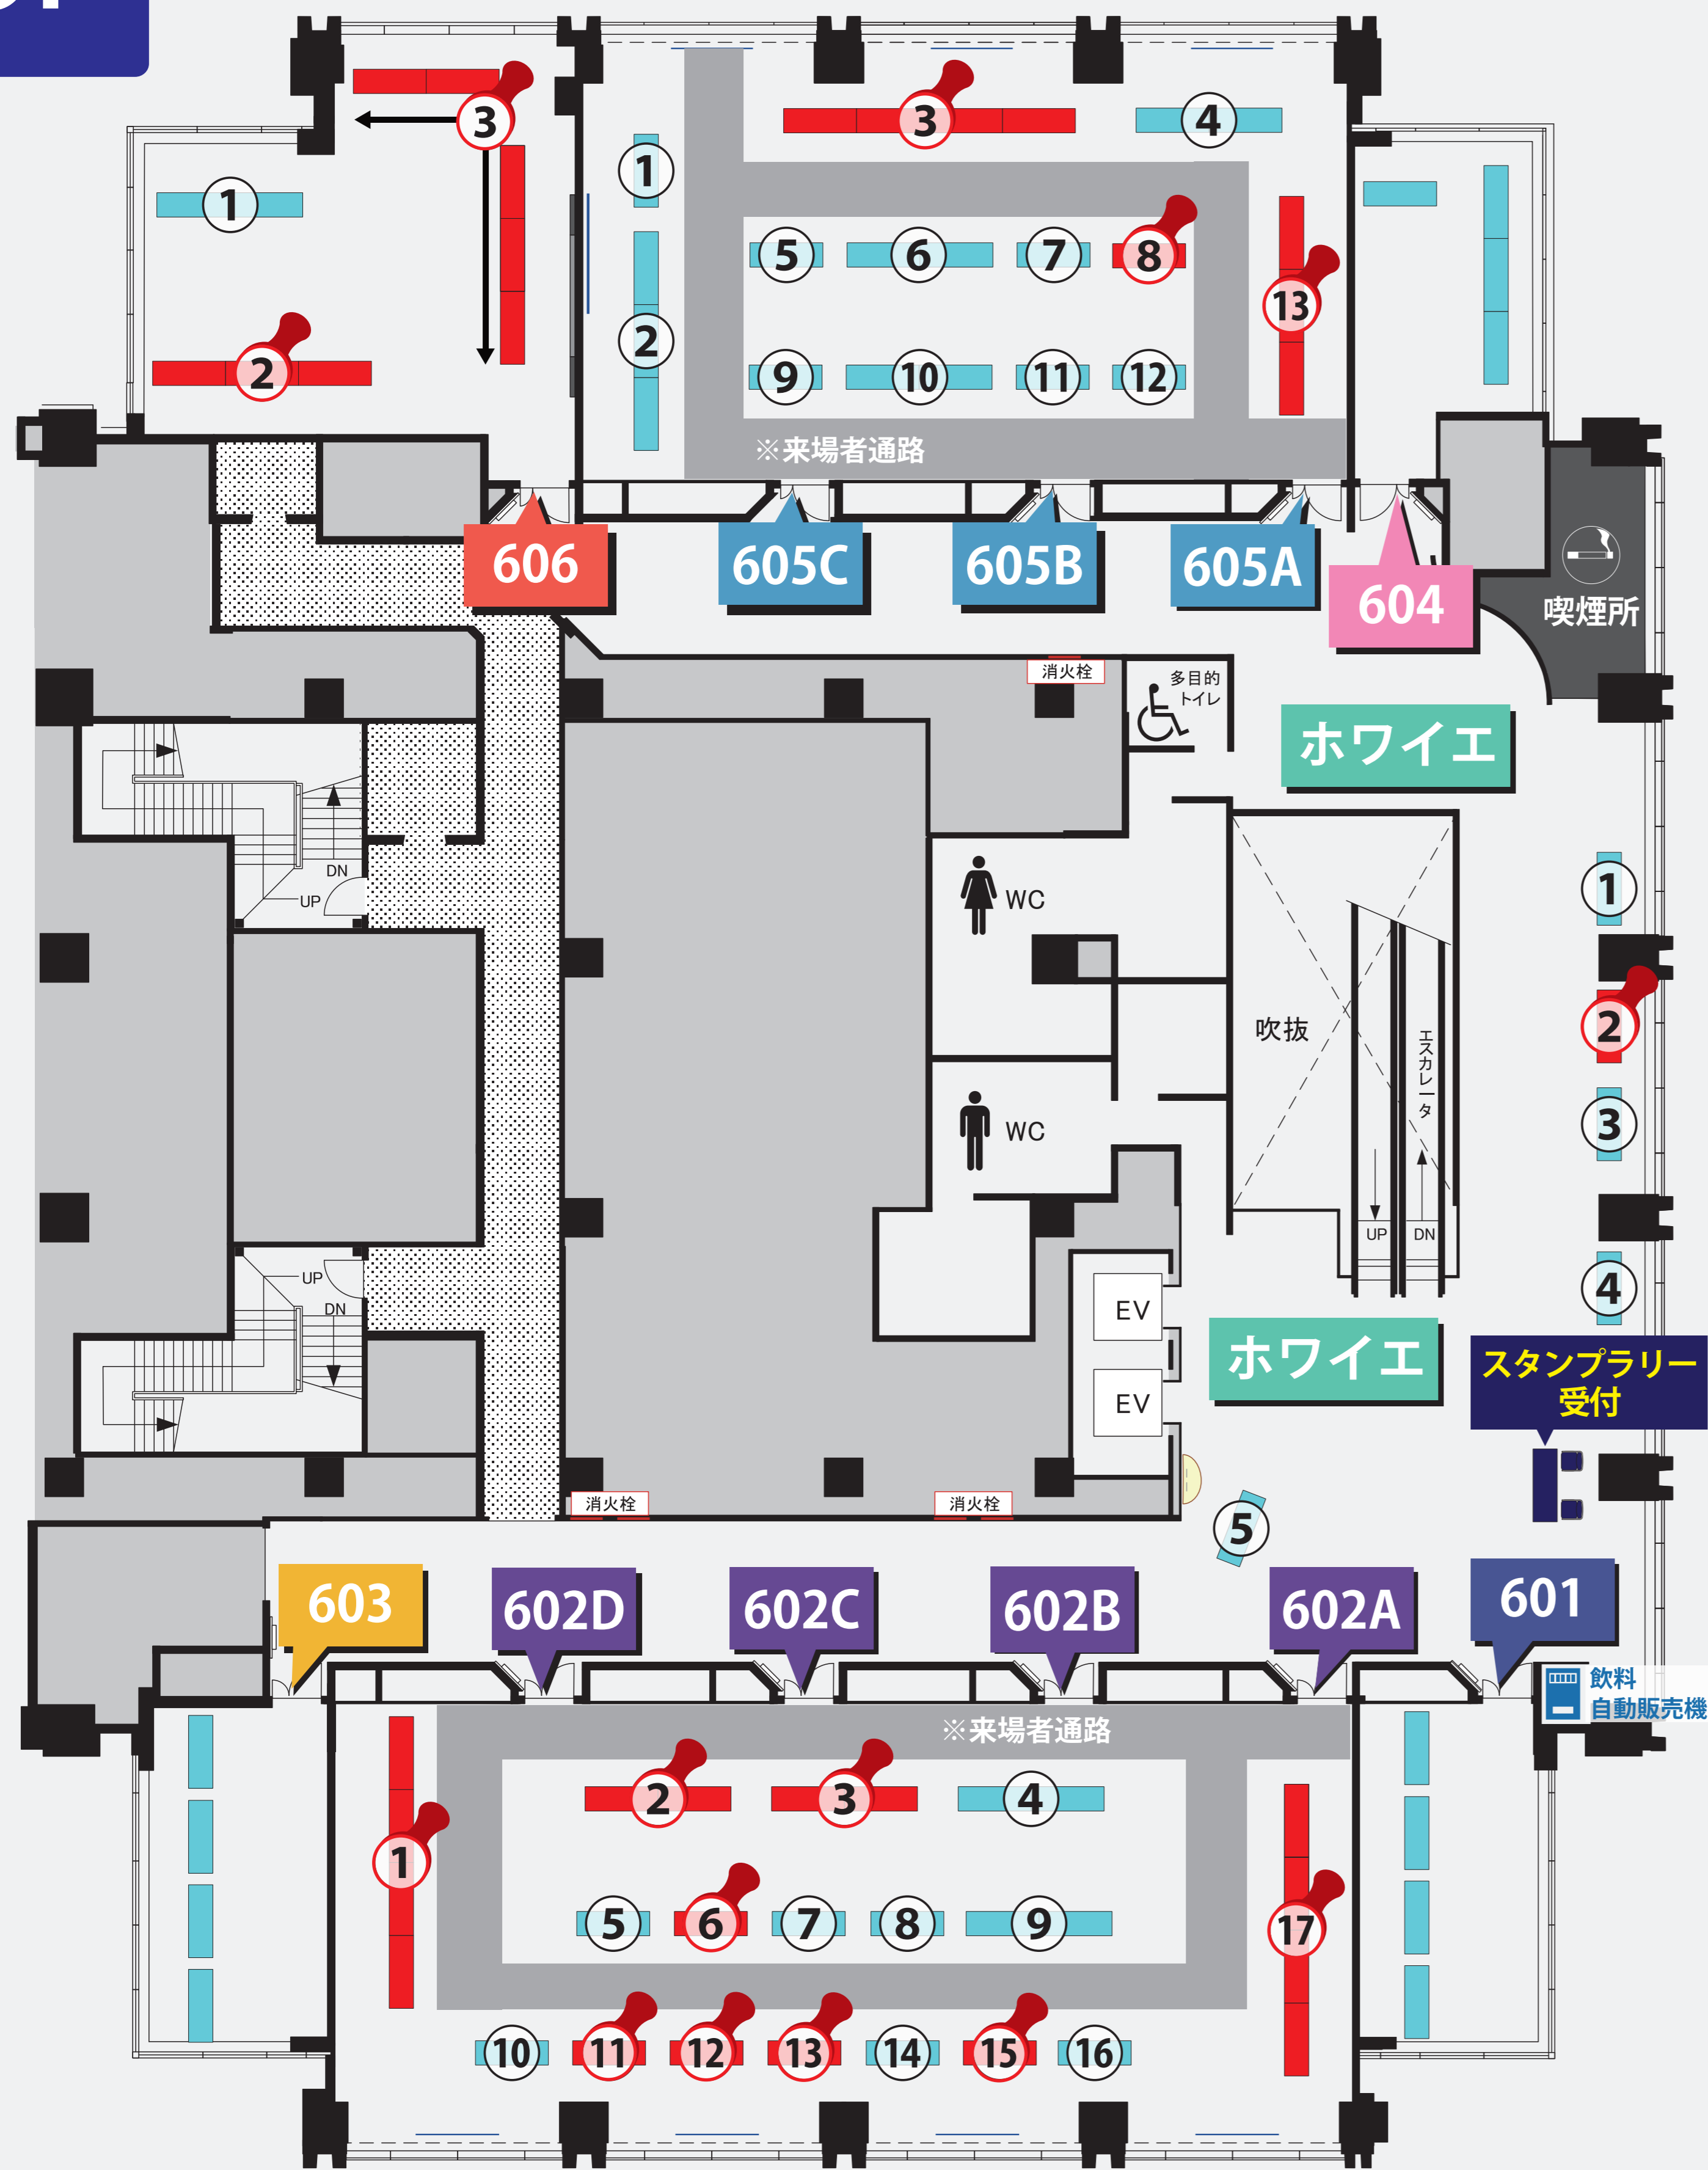 3
3
4
1
1
5
6
7
8
13
2
2
9
10
11
12
※来場者通路
606
605C
605B
605A
604
喫煙所
消火栓
多目的
トイレ
ホワイエ
DN
UP
WC
1
2
吹抜
エスカレータ
3
WC
UP
DN
UP
DN
4
EV
ホワイエ
EV
スタンプラリー
受付
消火栓
消火栓
5
603
602D
602C
602B
602A
601
飲料
自動販売機
※来場者通路
2
3
4
1
5
6
7
8
9
17
10
11
12
13
14
15
16